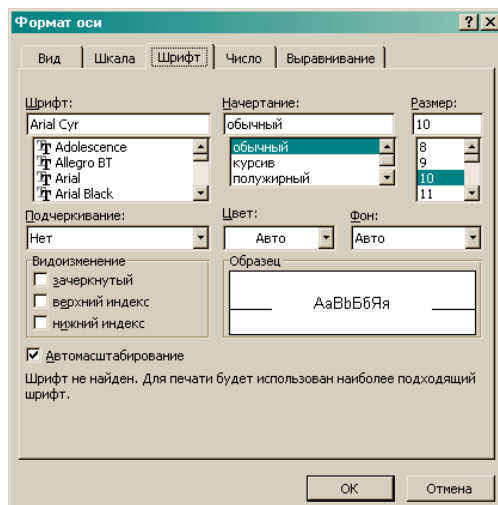 Формат оси
Вид Шкала Шрифт Число Выравнивание
Шрифт: Начертание: Размер:
Arial Cyr обычный 10
Adolescence обычный 8
Allegro BT курсив 9
Arial полужирный 10
Arial Black 11
Подчеркивание: Цвет: Фон:
Нет Авто Авто
Видоизменение Образец
зачеркнутый
верхний индекс АаВbБбЯя
нижний индекс
Автомасштабирование
Шрифт не найден. Для печати будет использован наиболее подходящий
шрифт.
ОК Отмена